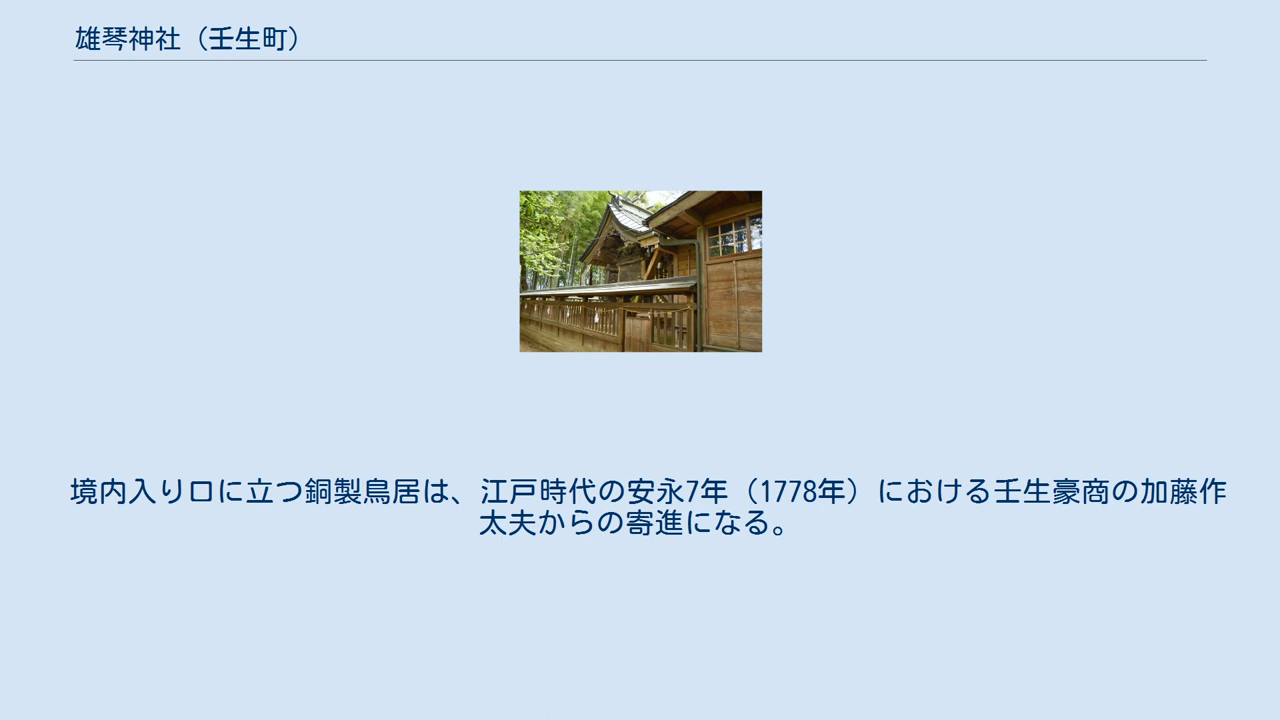 雄琴神社（壬生町）
境内入り口に立つ銅製鳥居は、江戸時代の安永7年（1778年）における壬生豪商の加藤作
太夫からの寄進になる。